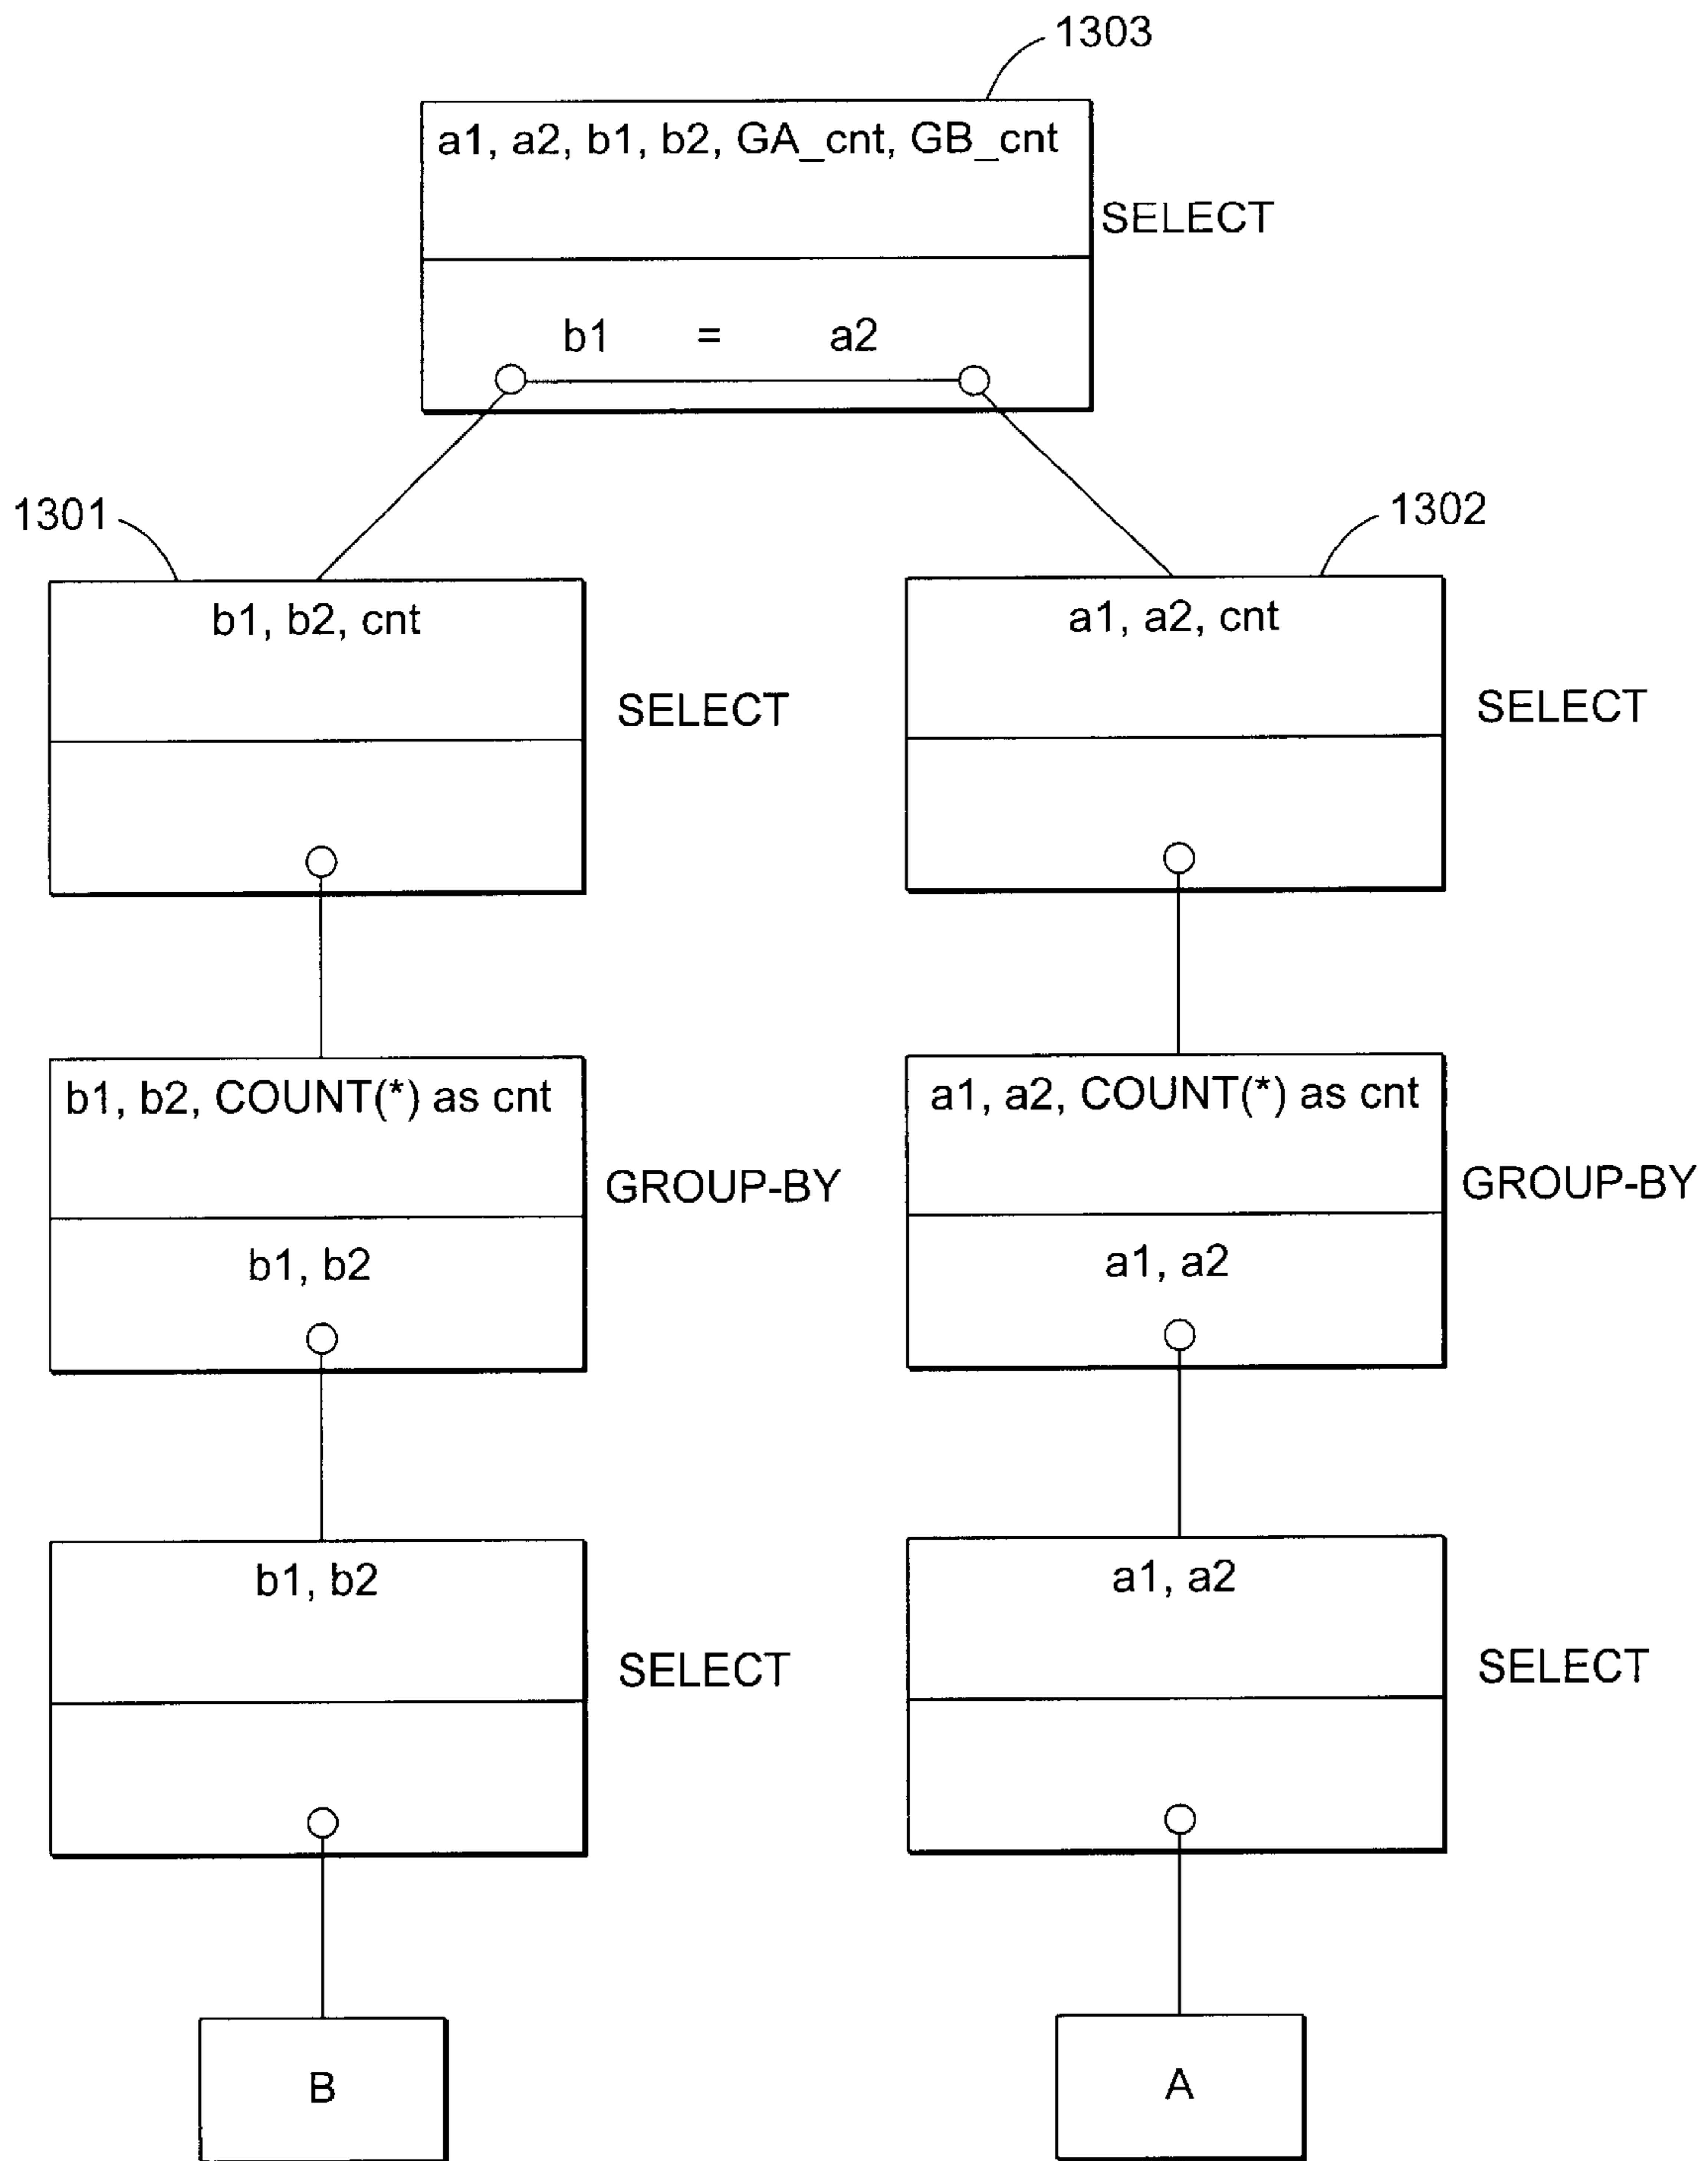 1303
a1, a2, b1, b2, GA_cnt, GB_cnt
SELECT
b1 = a2
1301
1302
b1, b2, cnt
a1, a2, cnt
SELECT
SELECT
b1, b2, COUNT(*) as cnt
a1, a2, COUNT(*) as cnt
GROUP-BY
GROUP-BY
b1, b2
a1, a2
b1, b2
a1, a2
SELECT
SELECT
B
A